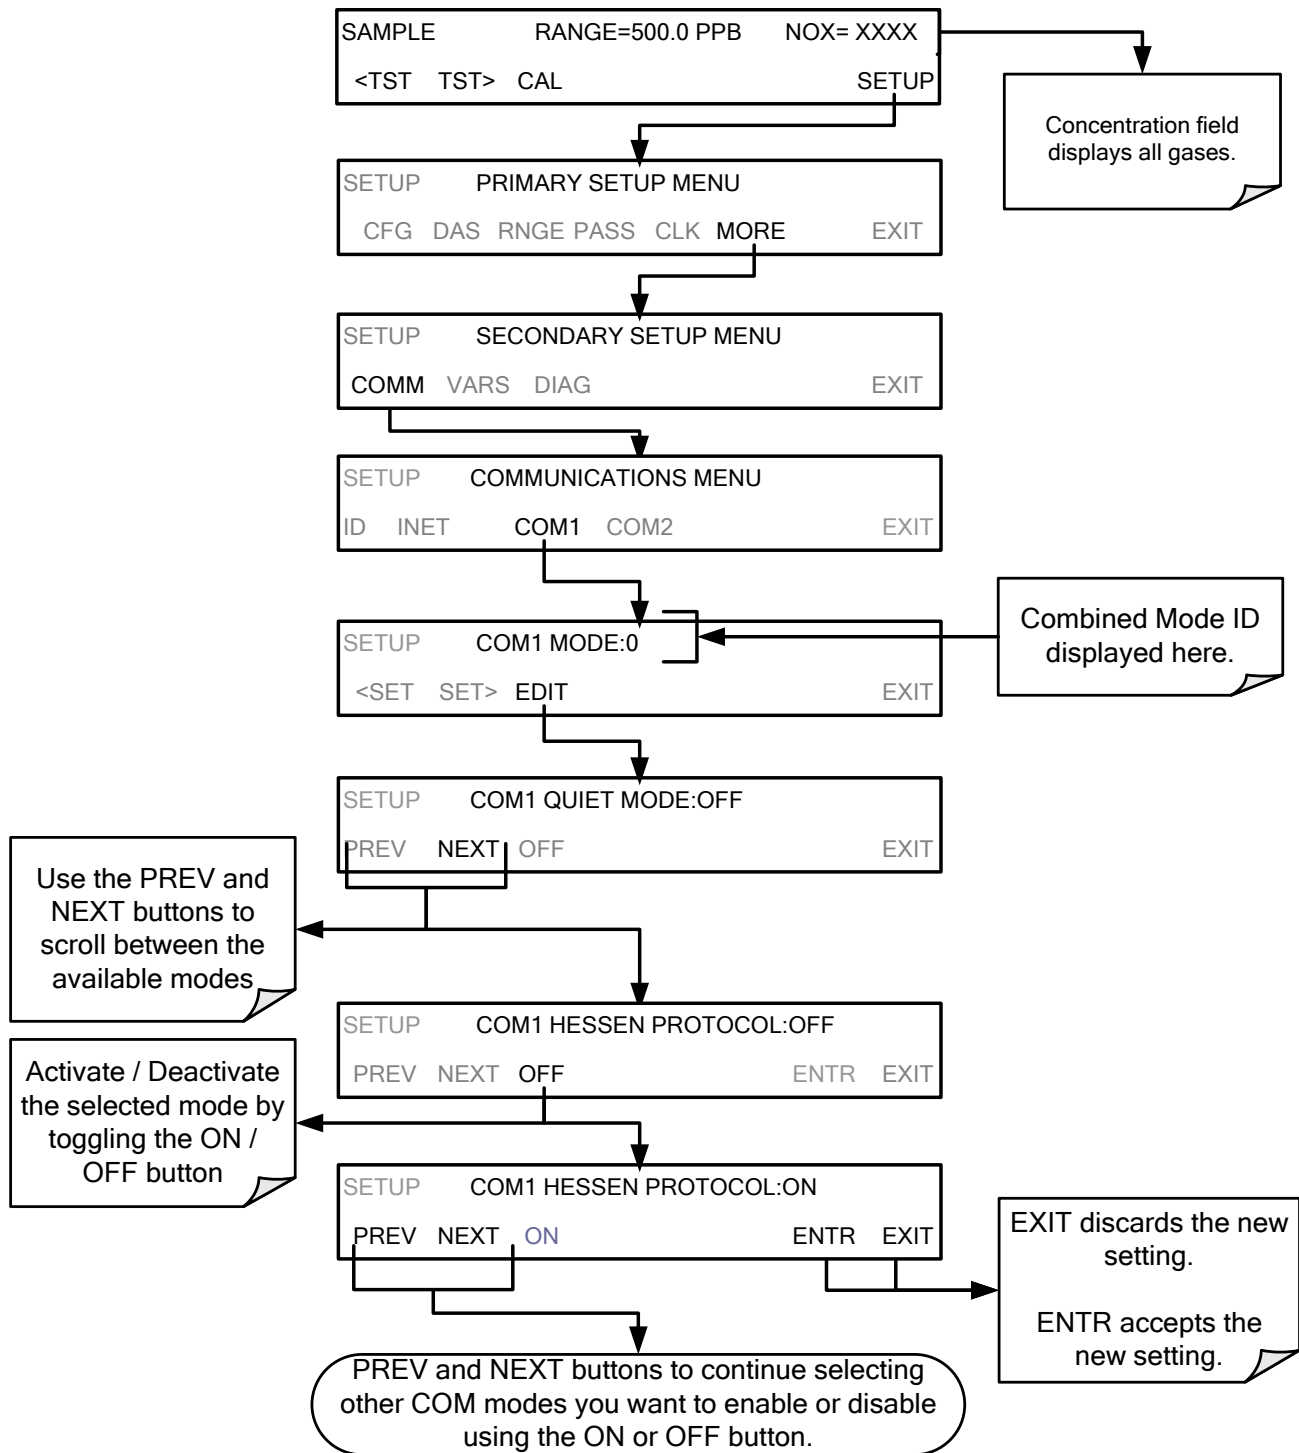 SAMPLE RANGE=500.0 PPB NOX= XXXX
<TST TST> CAL SETUP
Concentration field
displays all gases.
SETUP PRIMARY SETUP MENU
CFG DAS RNGE PASS CLK MORE EXIT
SETUP SECONDARY SETUP MENU
COMM VARS DIAG EXIT
SETUP COMMUNICATIONS MENU
ID INET COM1 COM2 EXIT
SETUP COM1 MODE:0
<SET SET> EDIT EXIT
Combined Mode ID
displayed here.
SETUP COM1 QUIET MODE:OFF
PREV NEXT OFF EXIT
Use the PREV and
NEXT buttons to
scroll between the
available modes
SETUP COM1 HESSEN PROTOCOL:OFF
PREV NEXT OFF ENTR EXIT
Activate / Deactivate
the selected mode by
toggling the ON /
OFF button
SETUP COM1 HESSEN PROTOCOL:ON
PREV NEXT ON ENTR EXIT
EXIT discards the new
setting.
ENTR accepts the
new setting.
PREV and NEXT buttons to continue selecting
other COM modes you want to enable or disable
using the ON or OFF button.